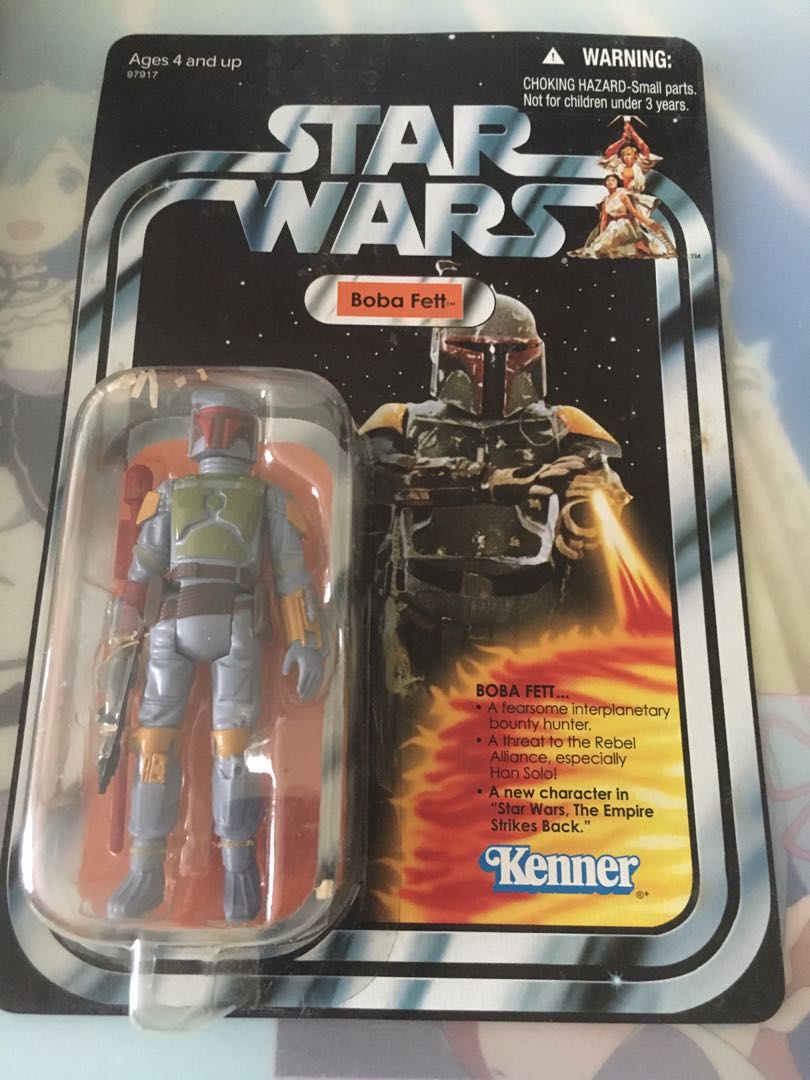 Ages 4 and up
97917
⚠ WARNING:
CHOKING HAZARD-Small parts.
Not for children under 3 years.
STAR
WARS
®
™
Boba Fett™
BOBA FETT...
• A fearsome interplanetary
bounty hunter.
• A threat to the Rebel
Alliance, especially
Han Solo!
• A new character in
"Star Wars, The Empire
Strikes Back."
Kenner
®*